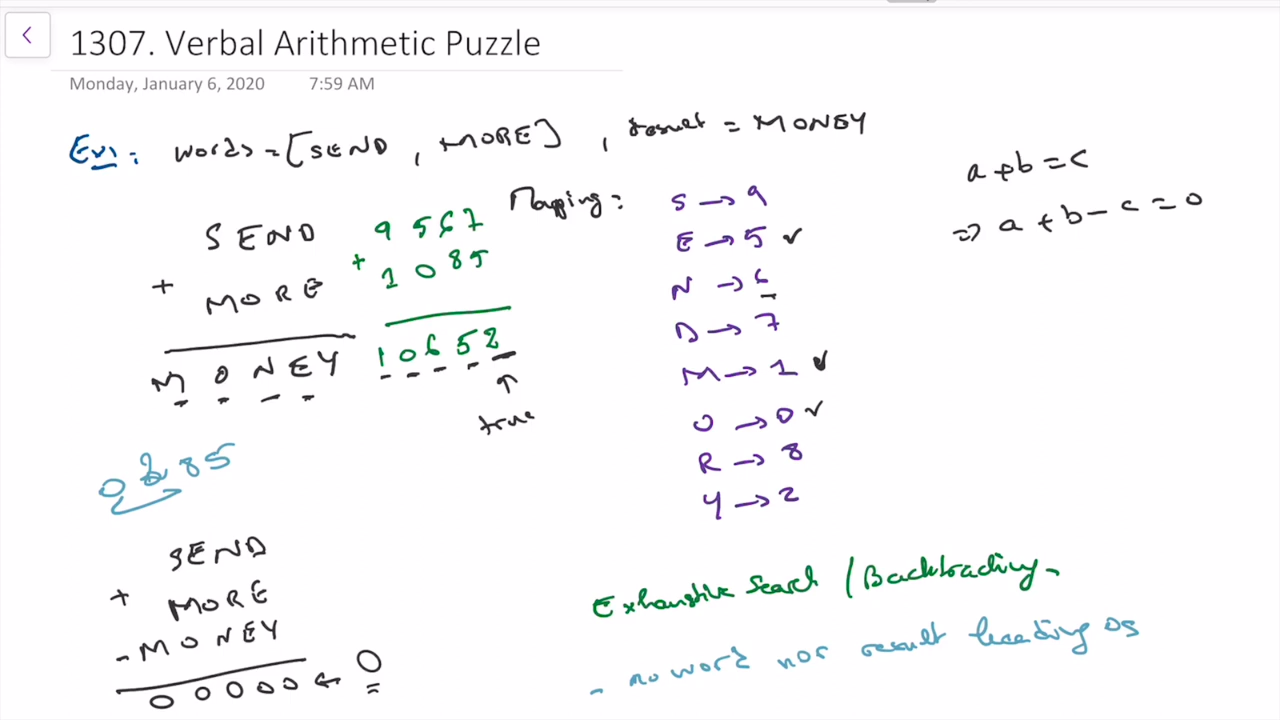 1307. Verbal Arithmetic Puzzle
Monday, January 6, 2020 7:59 AM
Ex1: words = [SEND, MORE], result = MONEY
SEND
+ MORE
MONEY
9567
+ 1085
10652
true
Mapping:
S → 9
E → 5 ✓
N → 6
D → 7
M → 1 ✓
O → 0 ✓
R → 8
Y → 2
a + b = c
⇒ a + b - c = 0
85
SEND
+ MORE
- MONEY
00000 ← 0
Exhaustive Search / Backtracking
- no word nor result leading 0s